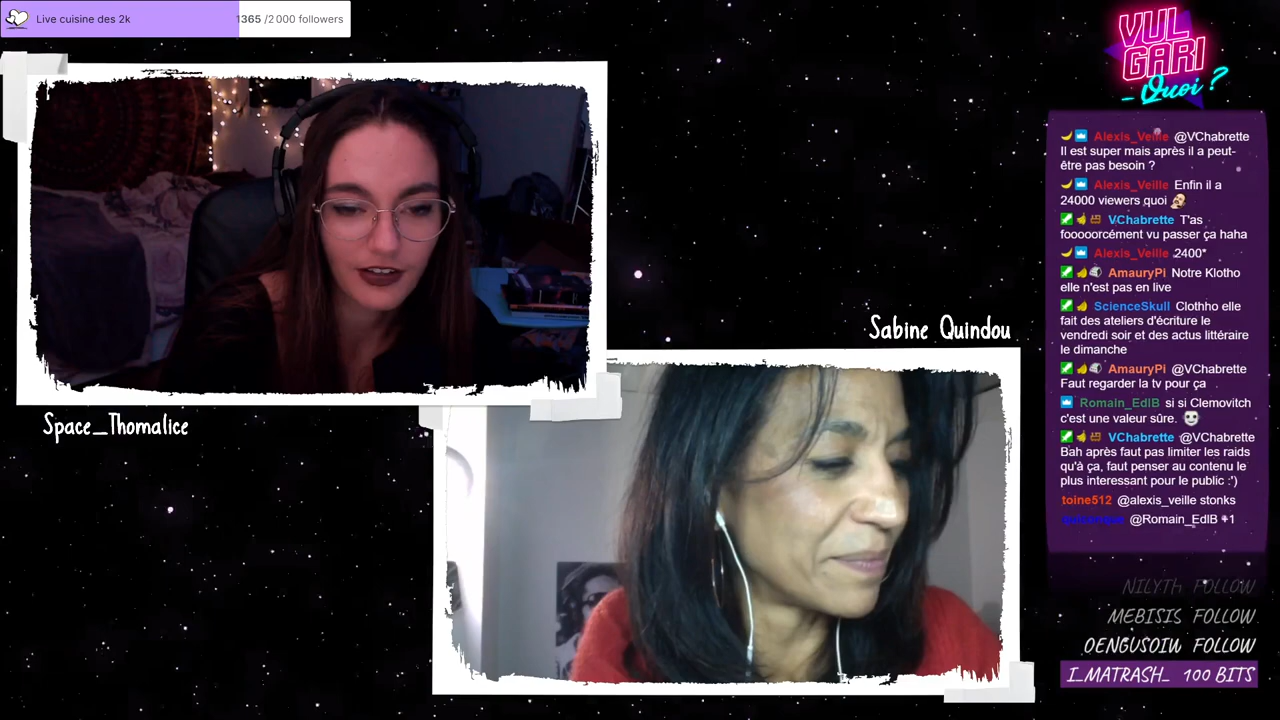 Live cuisine des 2k
1365 /2 000 followers
VUL
GARI
-Quoi ?
Space_Thomalice
Sabine Quindou
Alexis_Veille @VChabrette
Il est super mais après il a peut-
être pas besoin ?
Alexis_Veille Enfin il a
24000 viewers quoi
VChabrette T'as
fooooorcément vu passer ça haha
Alexis_Veille 2400*
AmauryPi Notre Klotho
elle n'est pas en live
ScienceSkull Clothho elle
fait des ateliers d'écriture le
vendredi soir et des actus littéraire
le dimanche
AmauryPi @VChabrette
Faut regarder la tv pour ça
Romain_EdIB si si Clemovitch
c'est une valeur sûre.
VChabrette @VChabrette
Bah après faut pas limiter les raids
qu'à ça, faut penser au contenu le
plus interessant pour le public :')
toine512 @alexis_veille stonks
@Romain_EdIB +1
NILYTH FOLLOW
MEBISIS FOLLOW
OENGUSOIW FOLLOW
I_MATRASH_ 100 BITS